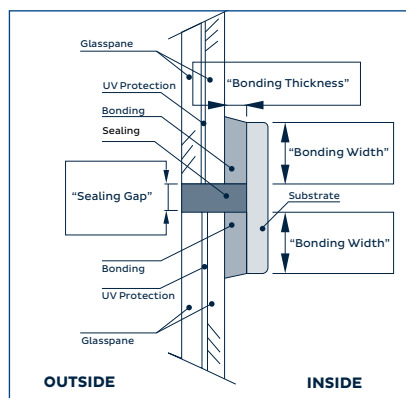 Glasspane
UV Protection
“Bonding Thickness”
Bonding
Sealing
“Bonding Width”
“Sealing Gap”
Substrate
“Bonding Width”
Bonding
UV Protection
Glasspane
OUTSIDE
INSIDE